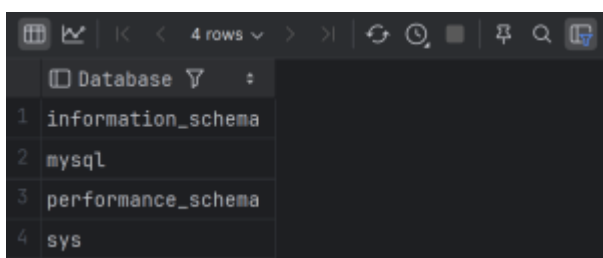 4 rows
Database
1 information_schema
2 mysql
3 performance_schema
4 sys